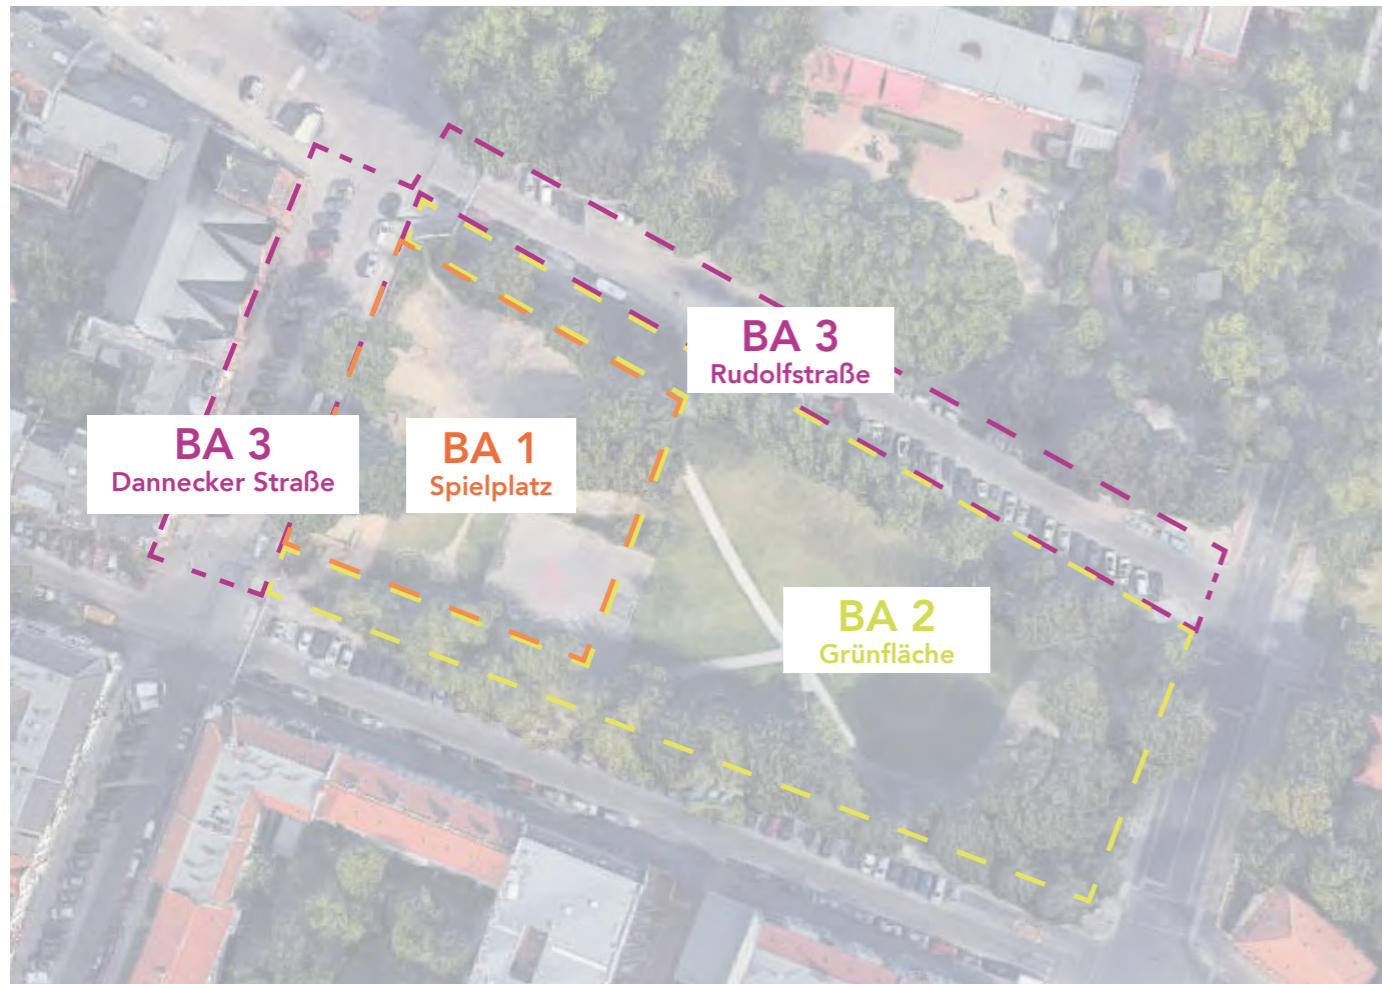 BA 3
Rudolfstraße
BA 3
Dannecker Straße
BA 1
Spielplatz
BA 2
Grünfläche